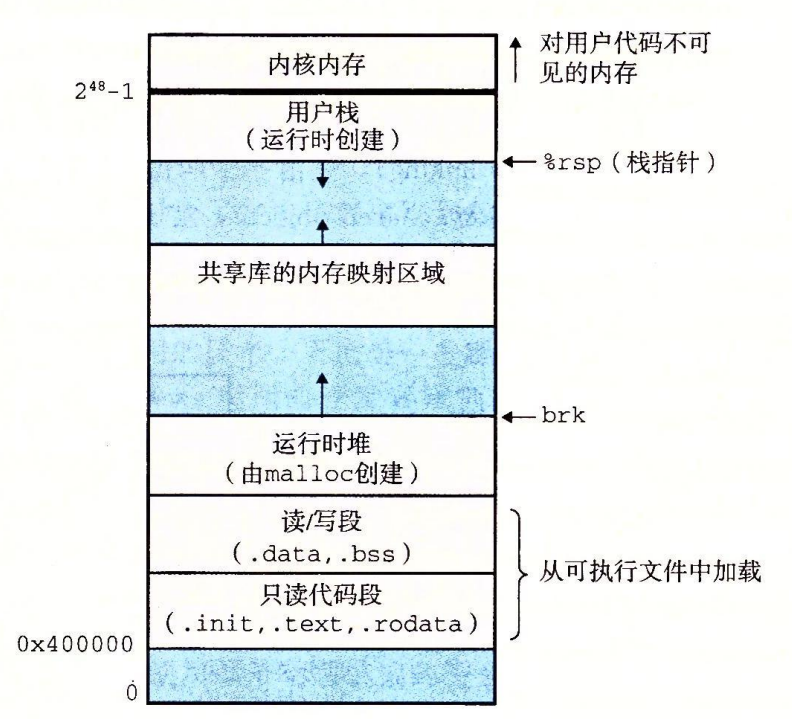 内核内存
对用户代码不可
见的内存
2⁴⁸-1
用户栈
（运行时创建）
%rsp（栈指针）
共享库的内存映射区域
brk
运行时堆
（由malloc创建）
读/写段
（.data,.bss）
从可执行文件中加载
只读代码段
（.init,.text,.rodata）
0x400000
0